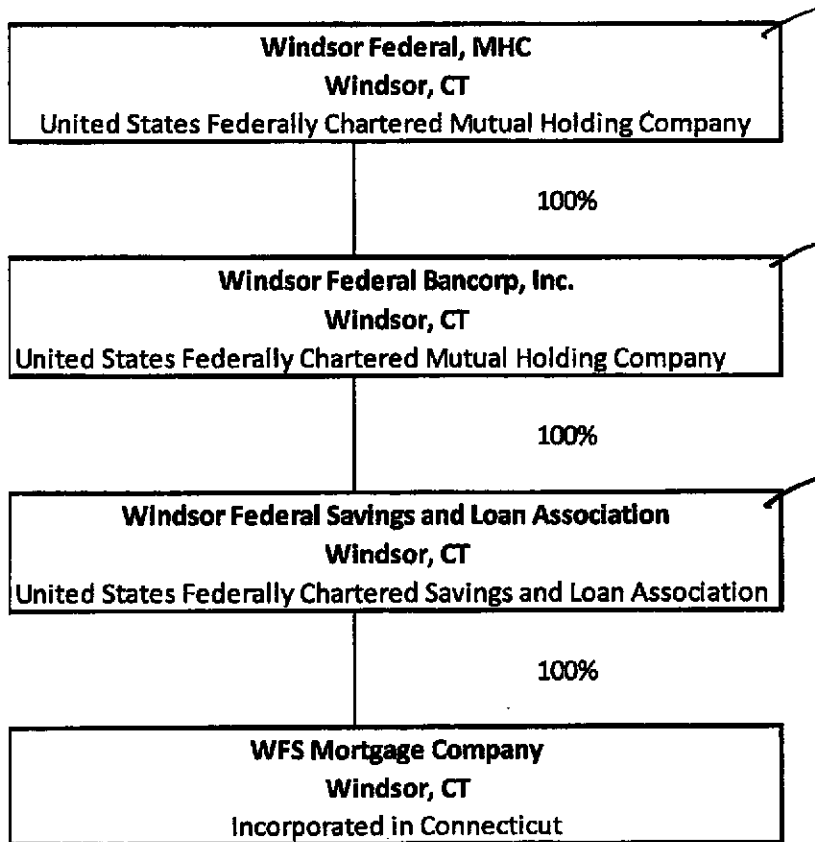 Windsor Federal, MHC
Windsor, CT
United States Federally Chartered Mutual Holding Company
100%
Windsor Federal Bancorp, Inc.
Windsor, CT
United States Federally Chartered Mutual Holding Company
100%
Windsor Federal Savings and Loan Association
Windsor, CT
United States Federally Chartered Savings and Loan Association
100%
WFS Mortgage Company
Windsor, CT
Incorporated in Connecticut